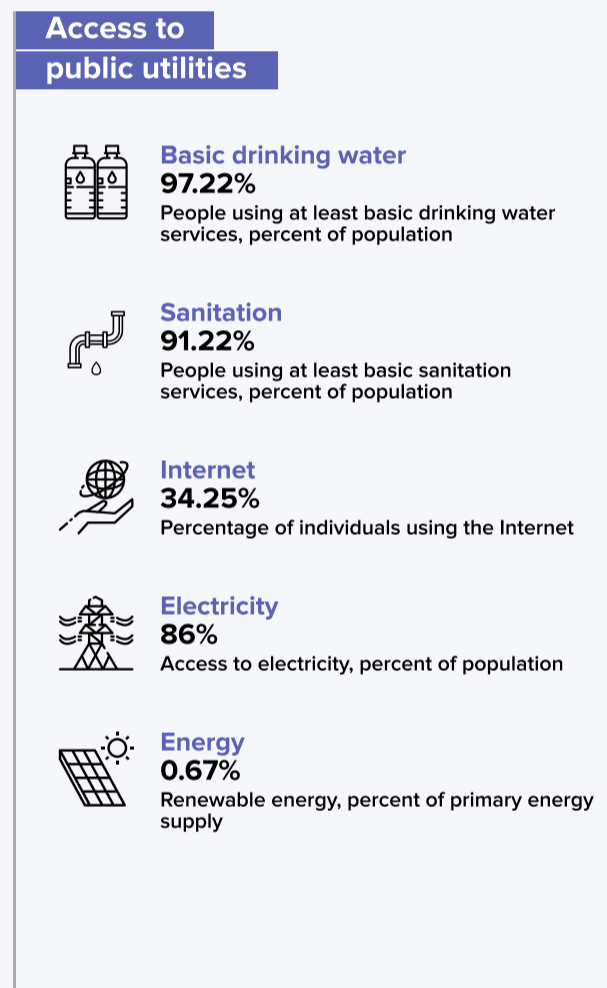 Access to
public utilities
Basic drinking water
97.22%
People using at least basic drinking water
services, percent of population
Sanitation
91.22%
People using at least basic sanitation
services, percent of population
Internet
34.25%
Percentage of individuals using the Internet
Electricity
86%
Access to electricity, percent of population
Energy
0.67%
Renewable energy, percent of primary energy
supply